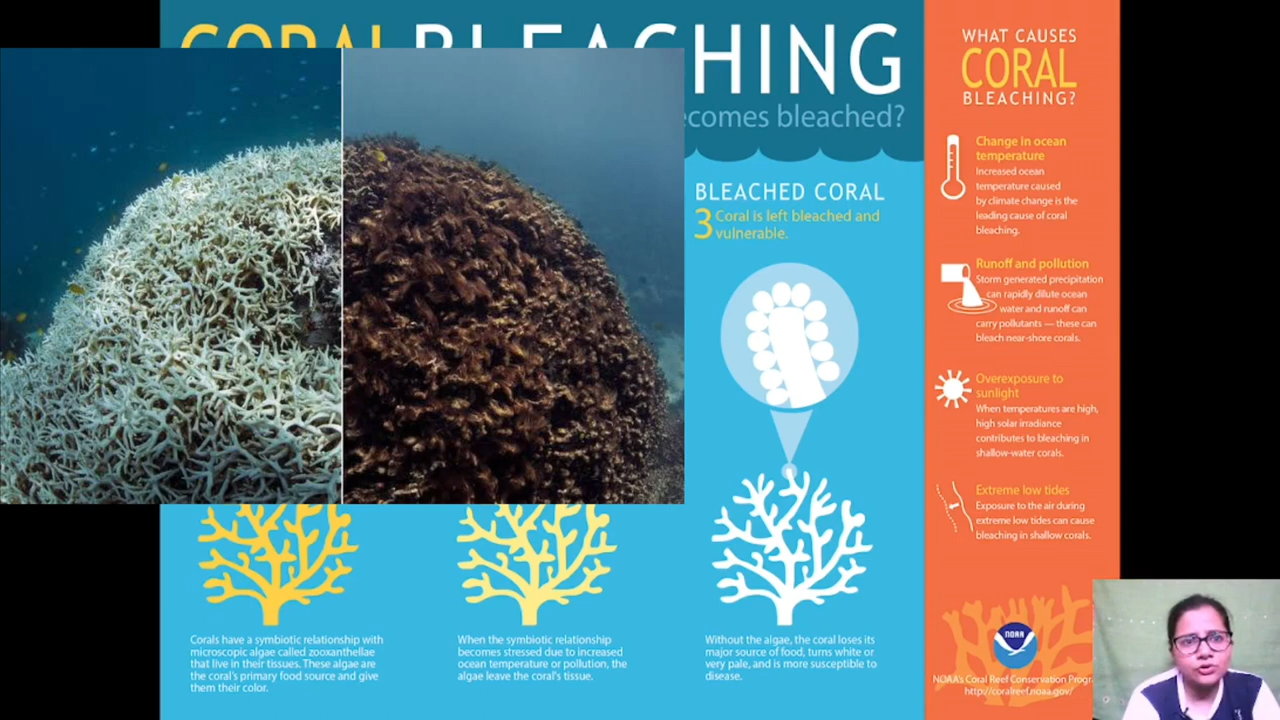 CORAL BLEACHING
ecomes bleached?
BLEACHED CORAL
3 Coral is left bleached and
vulnerable.
Corals have a symbiotic relationship with
microscopic algae called zooxanthellae
that live in their tissues. These algae are
the coral's primary food source and give
them their color.
When the symbiotic relationship
becomes stressed due to increased
ocean temperature or pollution, the
algae leave the coral's tissue.
Without the algae, the coral loses its
major source of food, turns white or
very pale, and is more susceptible to
disease.
WHAT CAUSES
CORAL
BLEACHING?
Change in ocean
temperature
Increased ocean
temperature caused
by climate change is the
leading cause of coral
bleaching.
Runoff and pollution
Storm generated precipitation
can rapidly dilute ocean
water and runoff can
carry pollutants — these can
bleach near-shore corals.
Overexposure to
sunlight
When temperatures are high,
high solar irradiance
contributes to bleaching in
shallow-water corals.
Extreme low tides
Exposure to the air during
extreme low tides can cause
bleaching in shallow corals.
NOAA
NOAA's Coral Reef Conservation Progr
http://coralreef.noaa.gov/